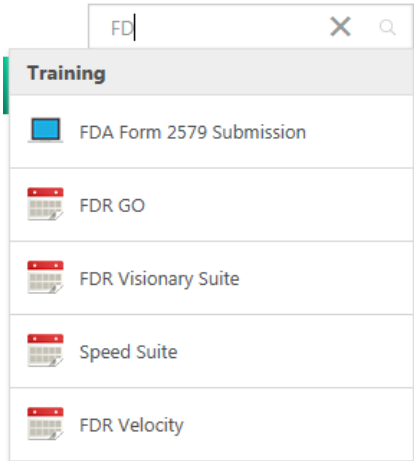 FD
Training
FDA Form 2579 Submission
FDR GO
FDR Visionary Suite
Speed Suite
FDR Velocity